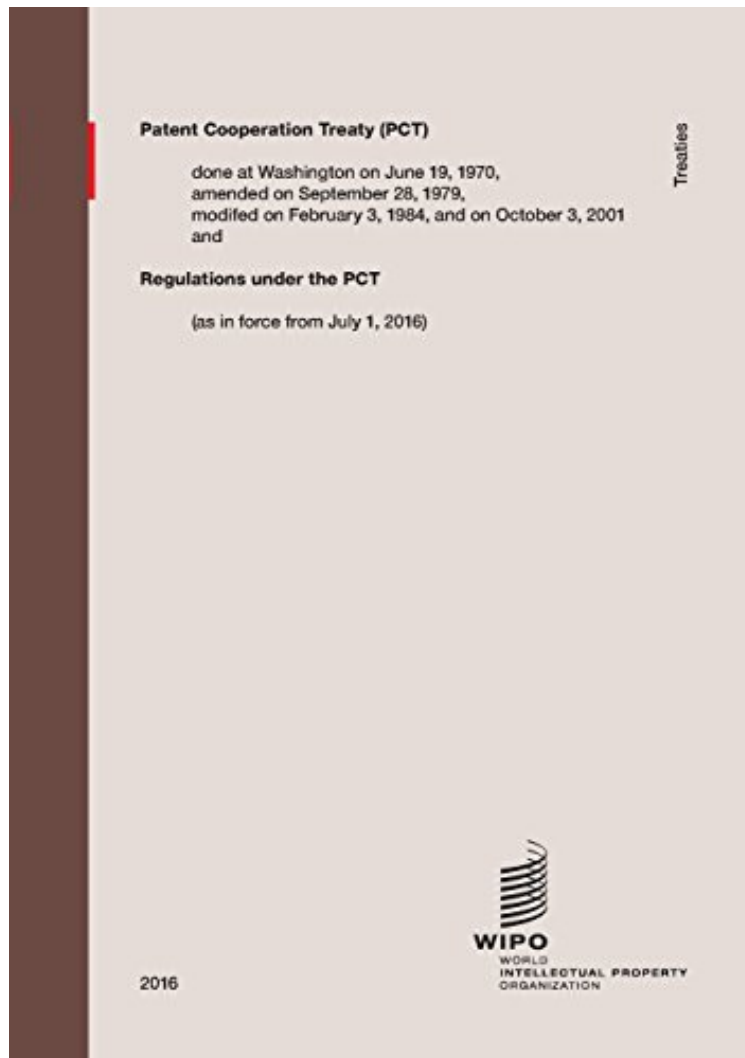 Patent Cooperation Treaty (PCT)
Treaties
done at Washington on June 19, 1970,
amended on September 28, 1979,
modifed on February 3, 1984, and on October 3, 2001
and
Regulations under the PCT
(as in force from July 1, 2016)
WIPO
WORLD
INTELLECTUAL PROPERTY
ORGANIZATION
2016